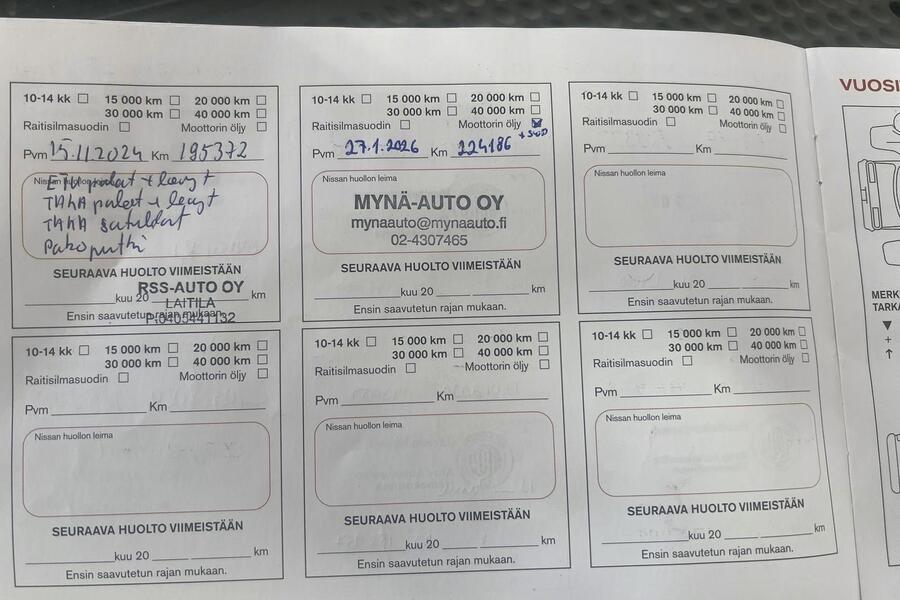 10-14 kk 15 000 km 20 000 km
30 000 km 40 000 km
Raitisilmasuodin Moottorin öljy
Pvm 15.11.2024 Km 195372
Nissan huollon leima
ETU palat + levyt
TAKA palat + levyt
TAKA satulat
Pakoputki
SEURAAVA HUOLTO VIIMEISTÄÄN
RSS-AUTO OY
kuu 20 km
LAITILA
Ensin saavutetun rajan mukaan.
P.0405441132
10-14 kk 15 000 km 20 000 km
30 000 km 40 000 km
Raitisilmasuodin Moottorin öljy
+ SUOD
Pvm 27.1.2026 Km 224186
Nissan huollon leima
MYNÄ-AUTO OY
mynaauto@mynaauto.fi
02-4307465
SEURAAVA HUOLTO VIIMEISTÄÄN
kuu 20 km
Ensin saavutetun rajan mukaan.
10-14 kk 15 000 km 20 000 km
30 000 km 40 000 km
Raitisilmasuodin Moottorin öljy
Pvm Km
Nissan huollon leima
SEURAAVA HUOLTO VIIMEISTÄÄN
kuu 20 km
Ensin saavutetun rajan mukaan.
10-14 kk 15 000 km 20 000 km
30 000 km 40 000 km
Raitisilmasuodin Moottorin öljy
Pvm Km
Nissan huollon leima
SEURAAVA HUOLTO VIIMEISTÄÄN
kuu 20 km
Ensin saavutetun rajan mukaan.
10-14 kk 15 000 km 20 000 km
30 000 km 40 000 km
Raitisilmasuodin Moottorin öljy
Pvm Km
Nissan huollon leima
SEURAAVA HUOLTO VIIMEISTÄÄN
kuu 20 km
Ensin saavutetun rajan mukaan.
10-14 kk 15 000 km 20 000 km
30 000 km 40 000 km
Raitisilmasuodin Moottorin öljy
Pvm Km
Nissan huollon leima
SEURAAVA HUOLTO VIIMEISTÄÄN
kuu 20 km
Ensin saavutetun rajan mukaan.
VUOSI
MERK
TARKA